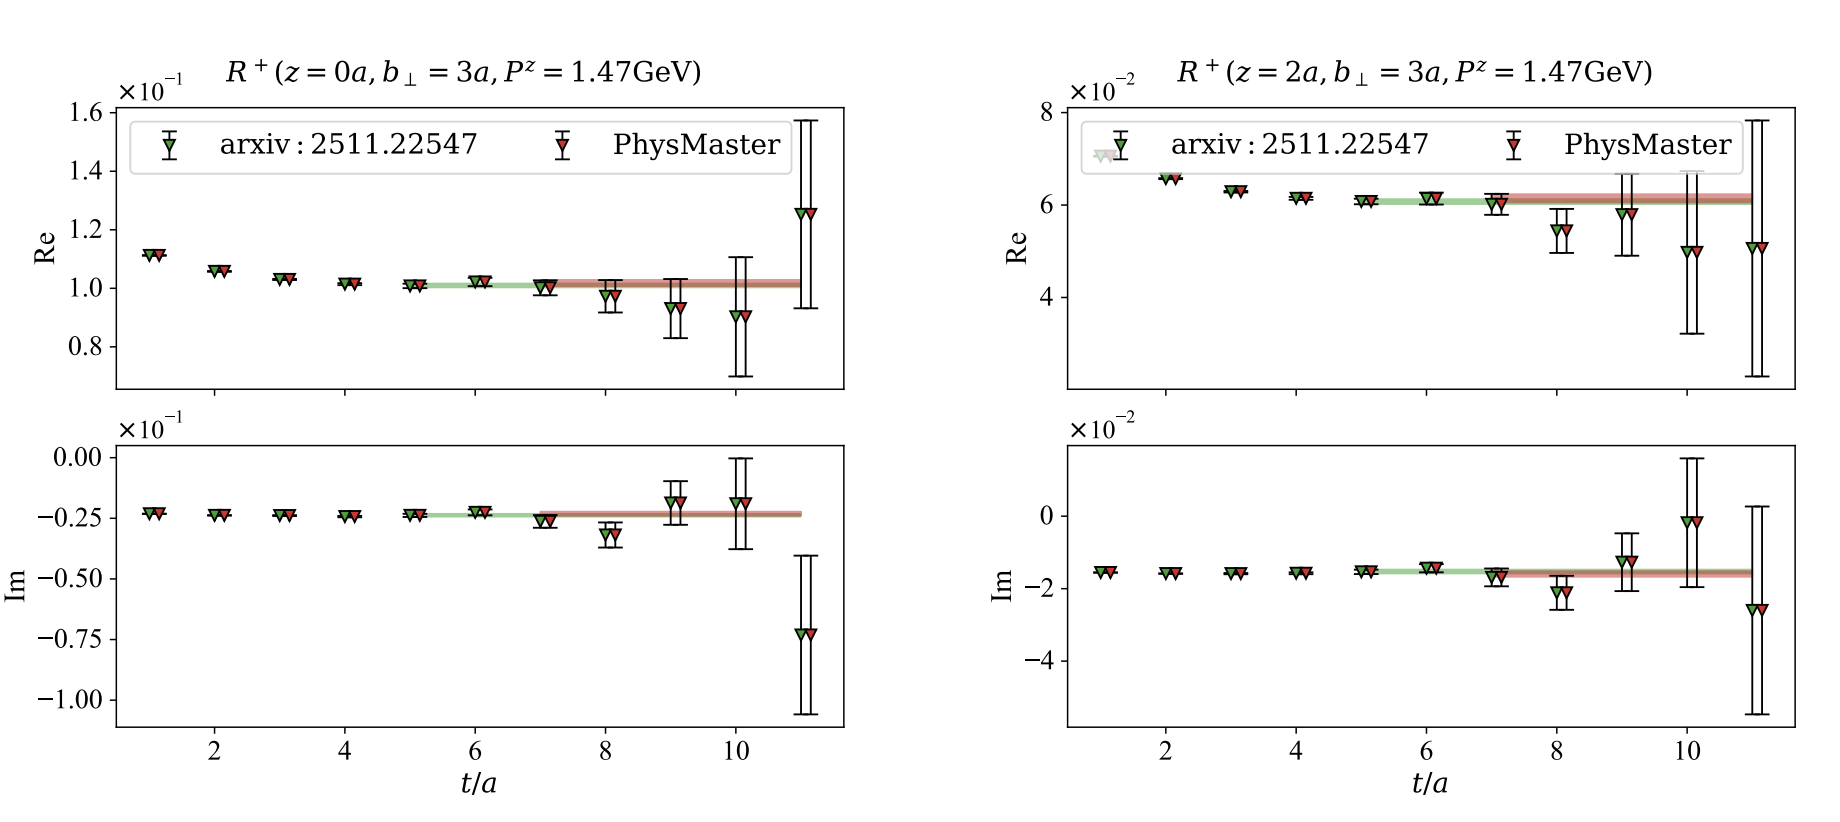 R⁺(z = 0a, b⊥ = 3a, Pᶻ = 1.47GeV)
×10⁻¹
1.6
1.4
1.2
1.0
0.8
Re
arxiv : 2511.22547
PhysMaster
×10⁻¹
0.00
−0.25
−0.50
−0.75
−1.00
Im
2 4 6 8 10
t/a
R⁺(z = 2a, b⊥ = 3a, Pᶻ = 1.47GeV)
×10⁻²
8
6
4
Re
arxiv : 2511.22547
PhysMaster
×10⁻²
0
−2
−4
Im
2 4 6 8 10
t/a